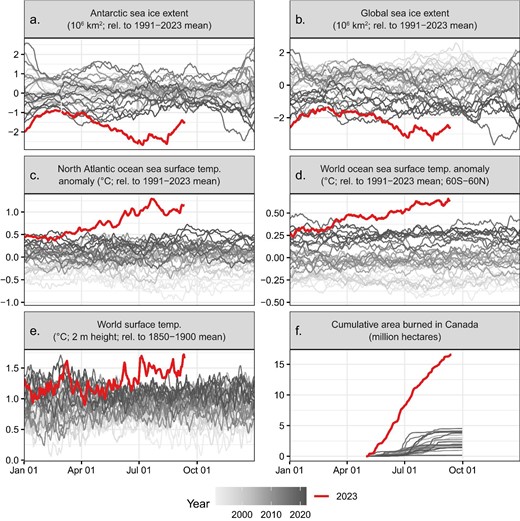 a. Antarctic sea ice extent
(10⁶ km²; rel. to 1991−2023 mean)
2
1
0
−1
−2
b. Global sea ice extent
(10⁶ km²; rel. to 1991−2023 mean)
2
0
−2
c. North Atlantic ocean sea surface temp.
anomaly (°C; rel. to 1991−2023 mean)
1.0
0.5
0.0
−0.5
−1.0
d. World ocean sea surface temp. anomaly
(°C; rel. to 1991−2023 mean; 60S−60N)
0.50
0.25
0.00
−0.25
−0.50
e. World surface temp.
(°C; 2 m height; rel. to 1850−1900 mean)
1.5
1.0
0.5
0.0
Jan 01 Apr 01 Jul 01 Oct 01
f. Cumulative area burned in Canada
(million hectares)
15
10
5
0
Jan 01 Apr 01 Jul 01 Oct 01
Year
2000 2010 2020
2023